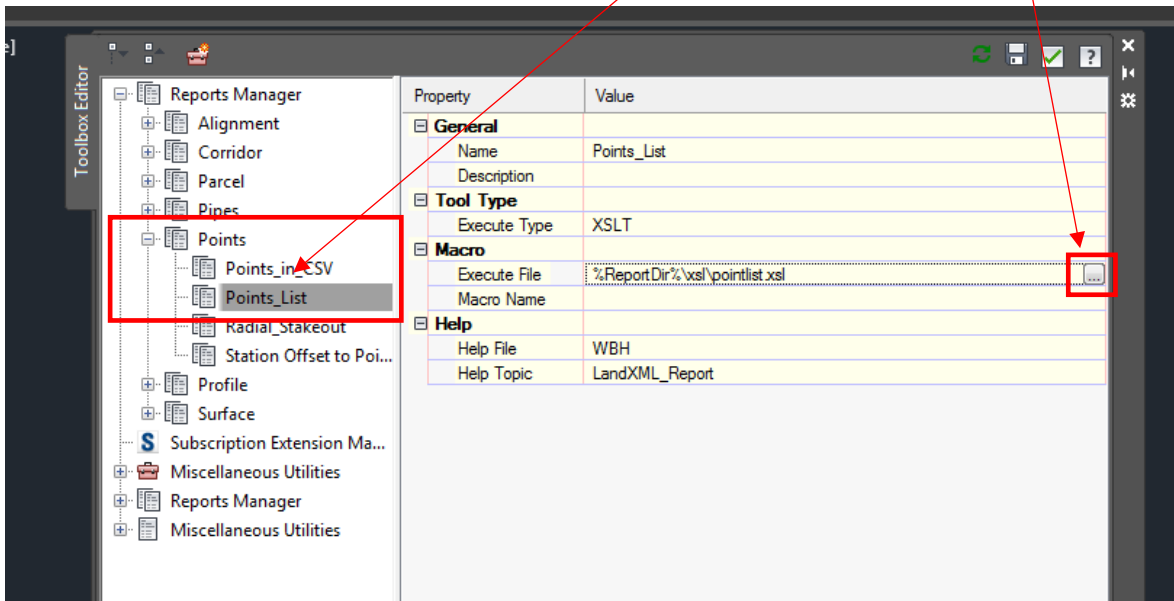 e]
Toolbox Editor
Reports Manager
Alignment
Corridor
Parcel
Pipes
Points
Points_in_CSV
Points_List
Radial_Stakeout
Station Offset to Poi...
Profile
Surface
S Subscription Extension Ma...
Miscellaneous Utilities
Reports Manager
Miscellaneous Utilities
Property Value
General
Name Points_List
Description
Tool Type
Execute Type XSLT
Macro
Execute File %ReportDir%\xsl\pointlist.xsl ...
Macro Name
Help
Help File WBH
Help Topic LandXML_Report